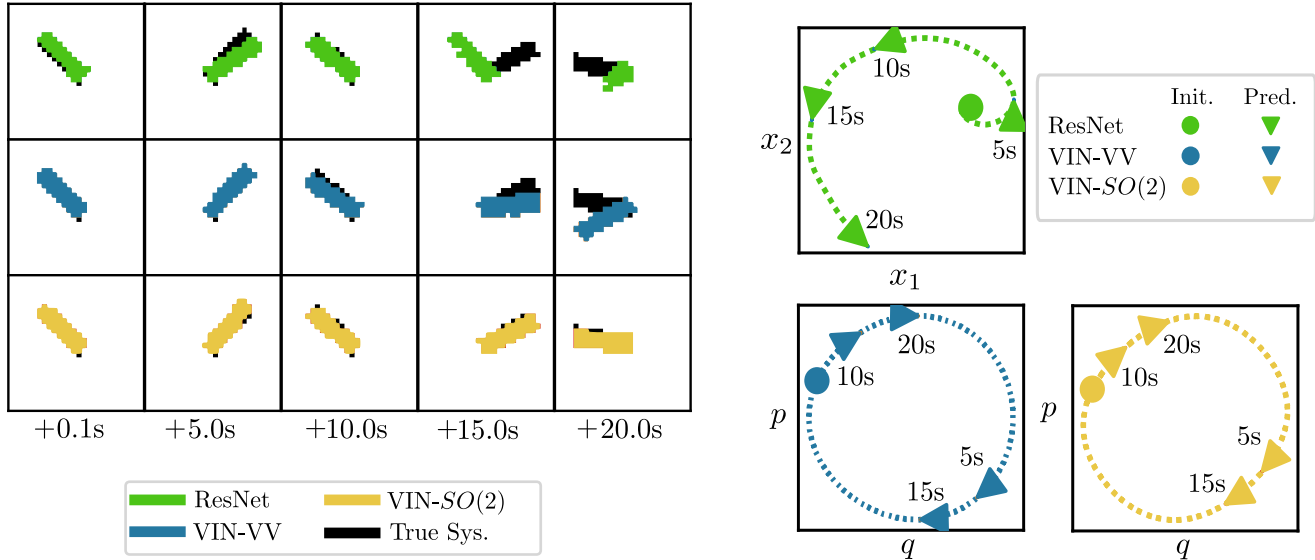 +0.1s +5.0s +10.0s +15.0s +20.0s
ResNet VIN-SO(2)
VIN-VV True Sys.
10s
15s
5s
20s
x₂
x₁
Init. Pred.
ResNet
VIN-VV
VIN-SO(2)
20s
10s
5s
15s
p
q
20s
10s
5s
15s
p
q